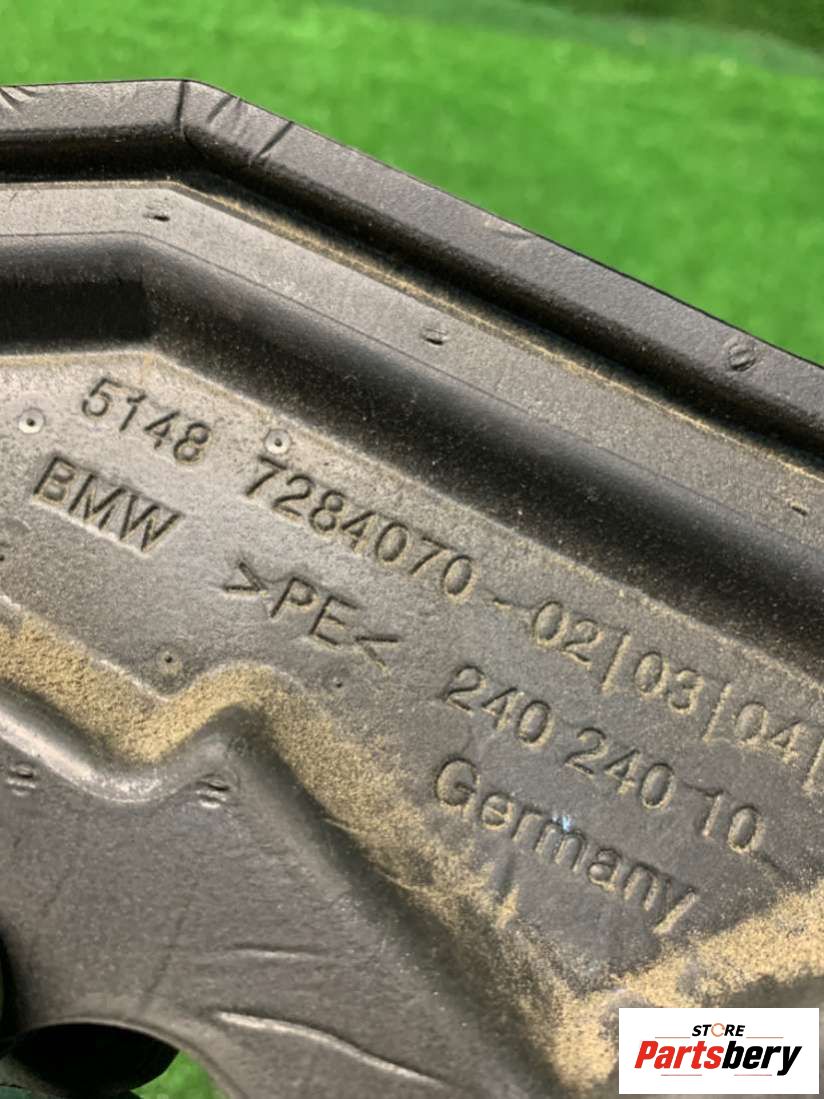 5148 7284070-02/03/04/
BMW >PE< 240 240 10
Germany
STORE
Partsbery